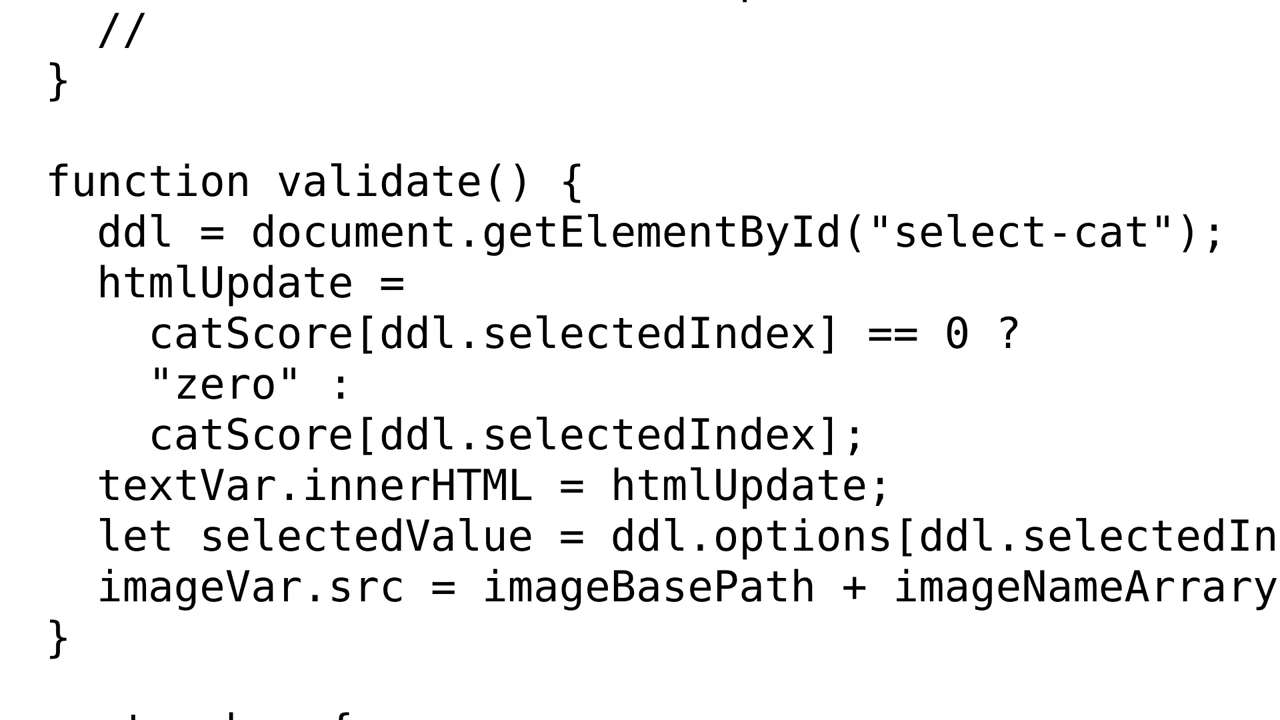 //
}
function validate() {
ddl = document.getElementById("select-cat");
htmlUpdate =
catScore[ddl.selectedIndex] == 0 ?
"zero" :
catScore[ddl.selectedIndex];
textVar.innerHTML = htmlUpdate;
let selectedValue = ddl.options[ddl.selectedIn
imageVar.src = imageBasePath + imageNameArrary
}